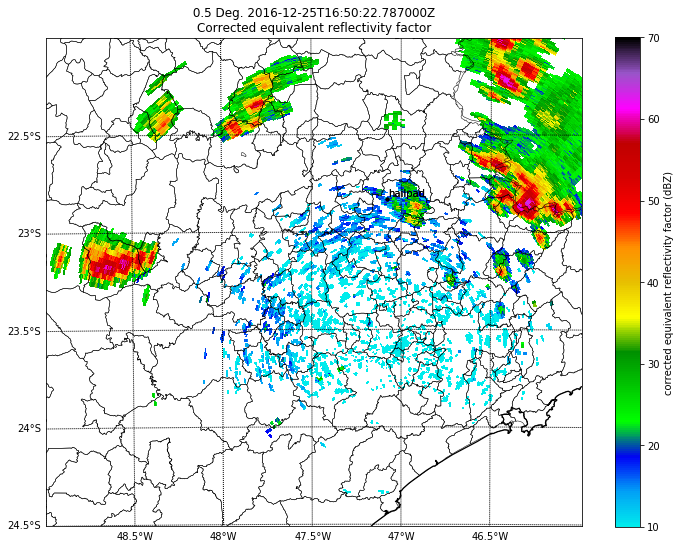 0.5 Deg. 2016-12-25T16:50:22.787000Z
Corrected equivalent reflectivity factor
22.5°S
23°S
23.5°S
24°S
24.5°S
48.5°W
48°W
47.5°W
47°W
46.5°W
hailpad
70
60
50
40
30
20
10
corrected equivalent reflectivity factor (dBZ)